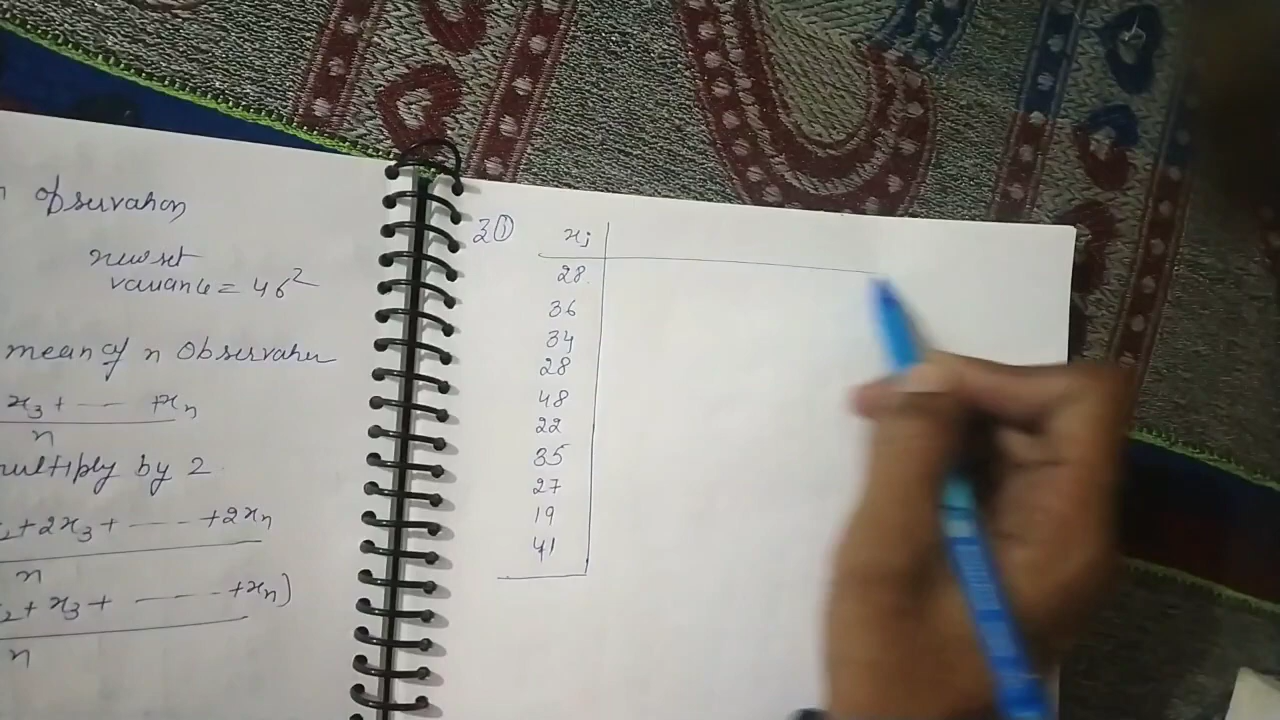 n observation
new set
variance = 4σ²
mean of n observation
x₃ + --- + xₙ
n
multiply by 2
+ 2x₃ + ---- + 2xₙ
n
x₂ + x₃ + ---- + xₙ)
n
30) xᵢ
28
36
34
28
48
22
35
27
19
41